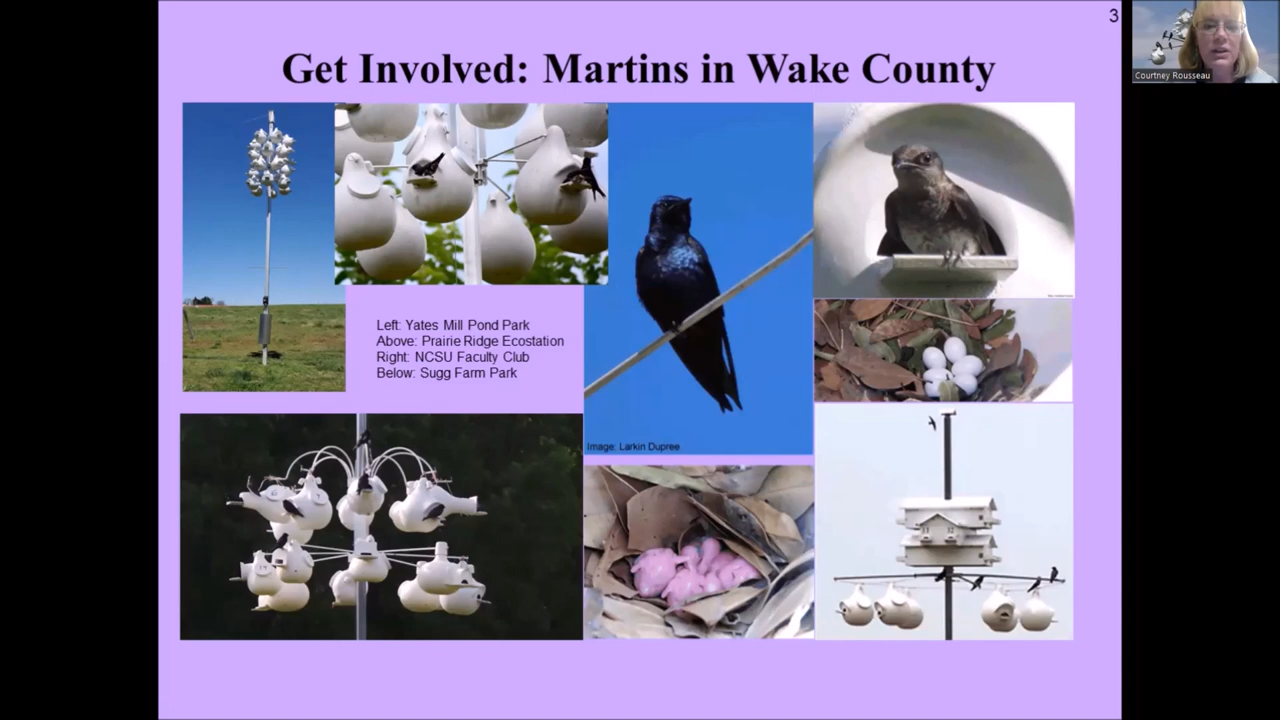 3
Get Involved: Martins in Wake County
Left: Yates Mill Pond Park
Above: Prairie Ridge Ecostation
Right: NCSU Faculty Club
Below: Sugg Farm Park
Image: Larkin Dupree
Courtney Rousseau